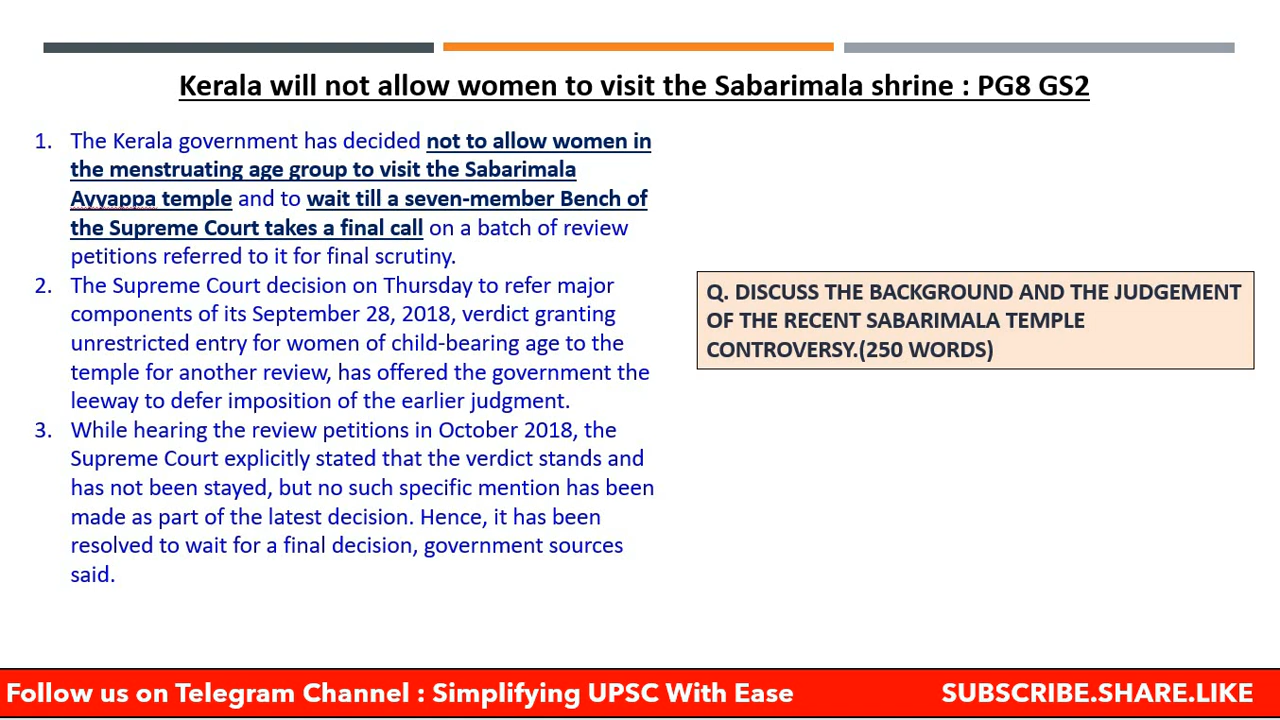 Kerala will not allow women to visit the Sabarimala shrine : PG8 GS2
1. The Kerala government has decided not to allow women in
the menstruating age group to visit the Sabarimala
Ayyappa temple and to wait till a seven-member Bench of
the Supreme Court takes a final call on a batch of review
petitions referred to it for final scrutiny.
2. The Supreme Court decision on Thursday to refer major
components of its September 28, 2018, verdict granting
unrestricted entry for women of child-bearing age to the
temple for another review, has offered the government the
leeway to defer imposition of the earlier judgment.
3. While hearing the review petitions in October 2018, the
Supreme Court explicitly stated that the verdict stands and
has not been stayed, but no such specific mention has been
made as part of the latest decision. Hence, it has been
resolved to wait for a final decision, government sources
said.
Q. DISCUSS THE BACKGROUND AND THE JUDGEMENT
OF THE RECENT SABARIMALA TEMPLE
CONTROVERSY.(250 WORDS)
Follow us on Telegram Channel : Simplifying UPSC With Ease
SUBSCRIBE.SHARE.LIKE